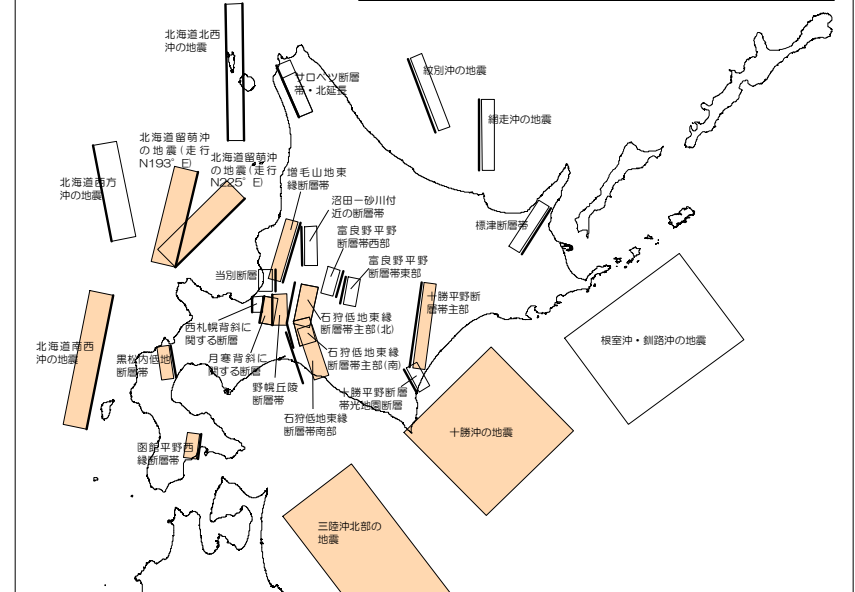 北海道北西
沖の地震
サロベツ断層
帯・北延長
紋別沖の地震
網走沖の地震
北海道留萌沖
の地震（走行
N193°E)
北海道留萌沖
の地震（走行
N225°E)
北海道西方
沖の地震
増毛山地東
縁断層帯
沼田－砂川付
近の断層帯
富良野平野
断層帯西部
富良野平野
断層帯東部
標津断層帯
当別断層
西札幌背斜に
関する断層
月寒背斜に
関する断層
野幌丘陵
断層帯
石狩低地東縁
断層帯主部(北)
石狩低地東縁
断層帯主部(南)
石狩低地東縁
断層帯南部
十勝平野断
層帯主部
十勝平野断層
帯光地園断層
根室沖・釧路沖の地震
十勝沖の地震
北海道南西
沖の地震
黒松内低地
断層帯
函館平野西
縁断層帯
三陸沖北部の
地震